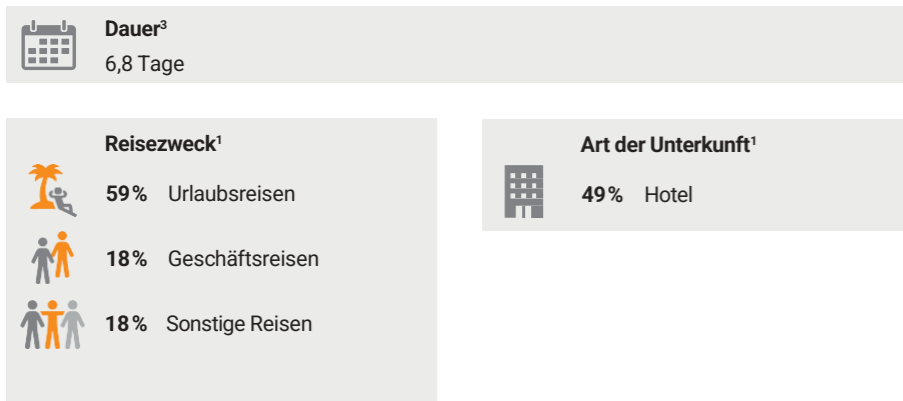 Dauer³
6,8 Tage
Reisezweck¹
59% Urlaubsreisen
18% Geschäftsreisen
18% Sonstige Reisen
Art der Unterkunft¹
49% Hotel